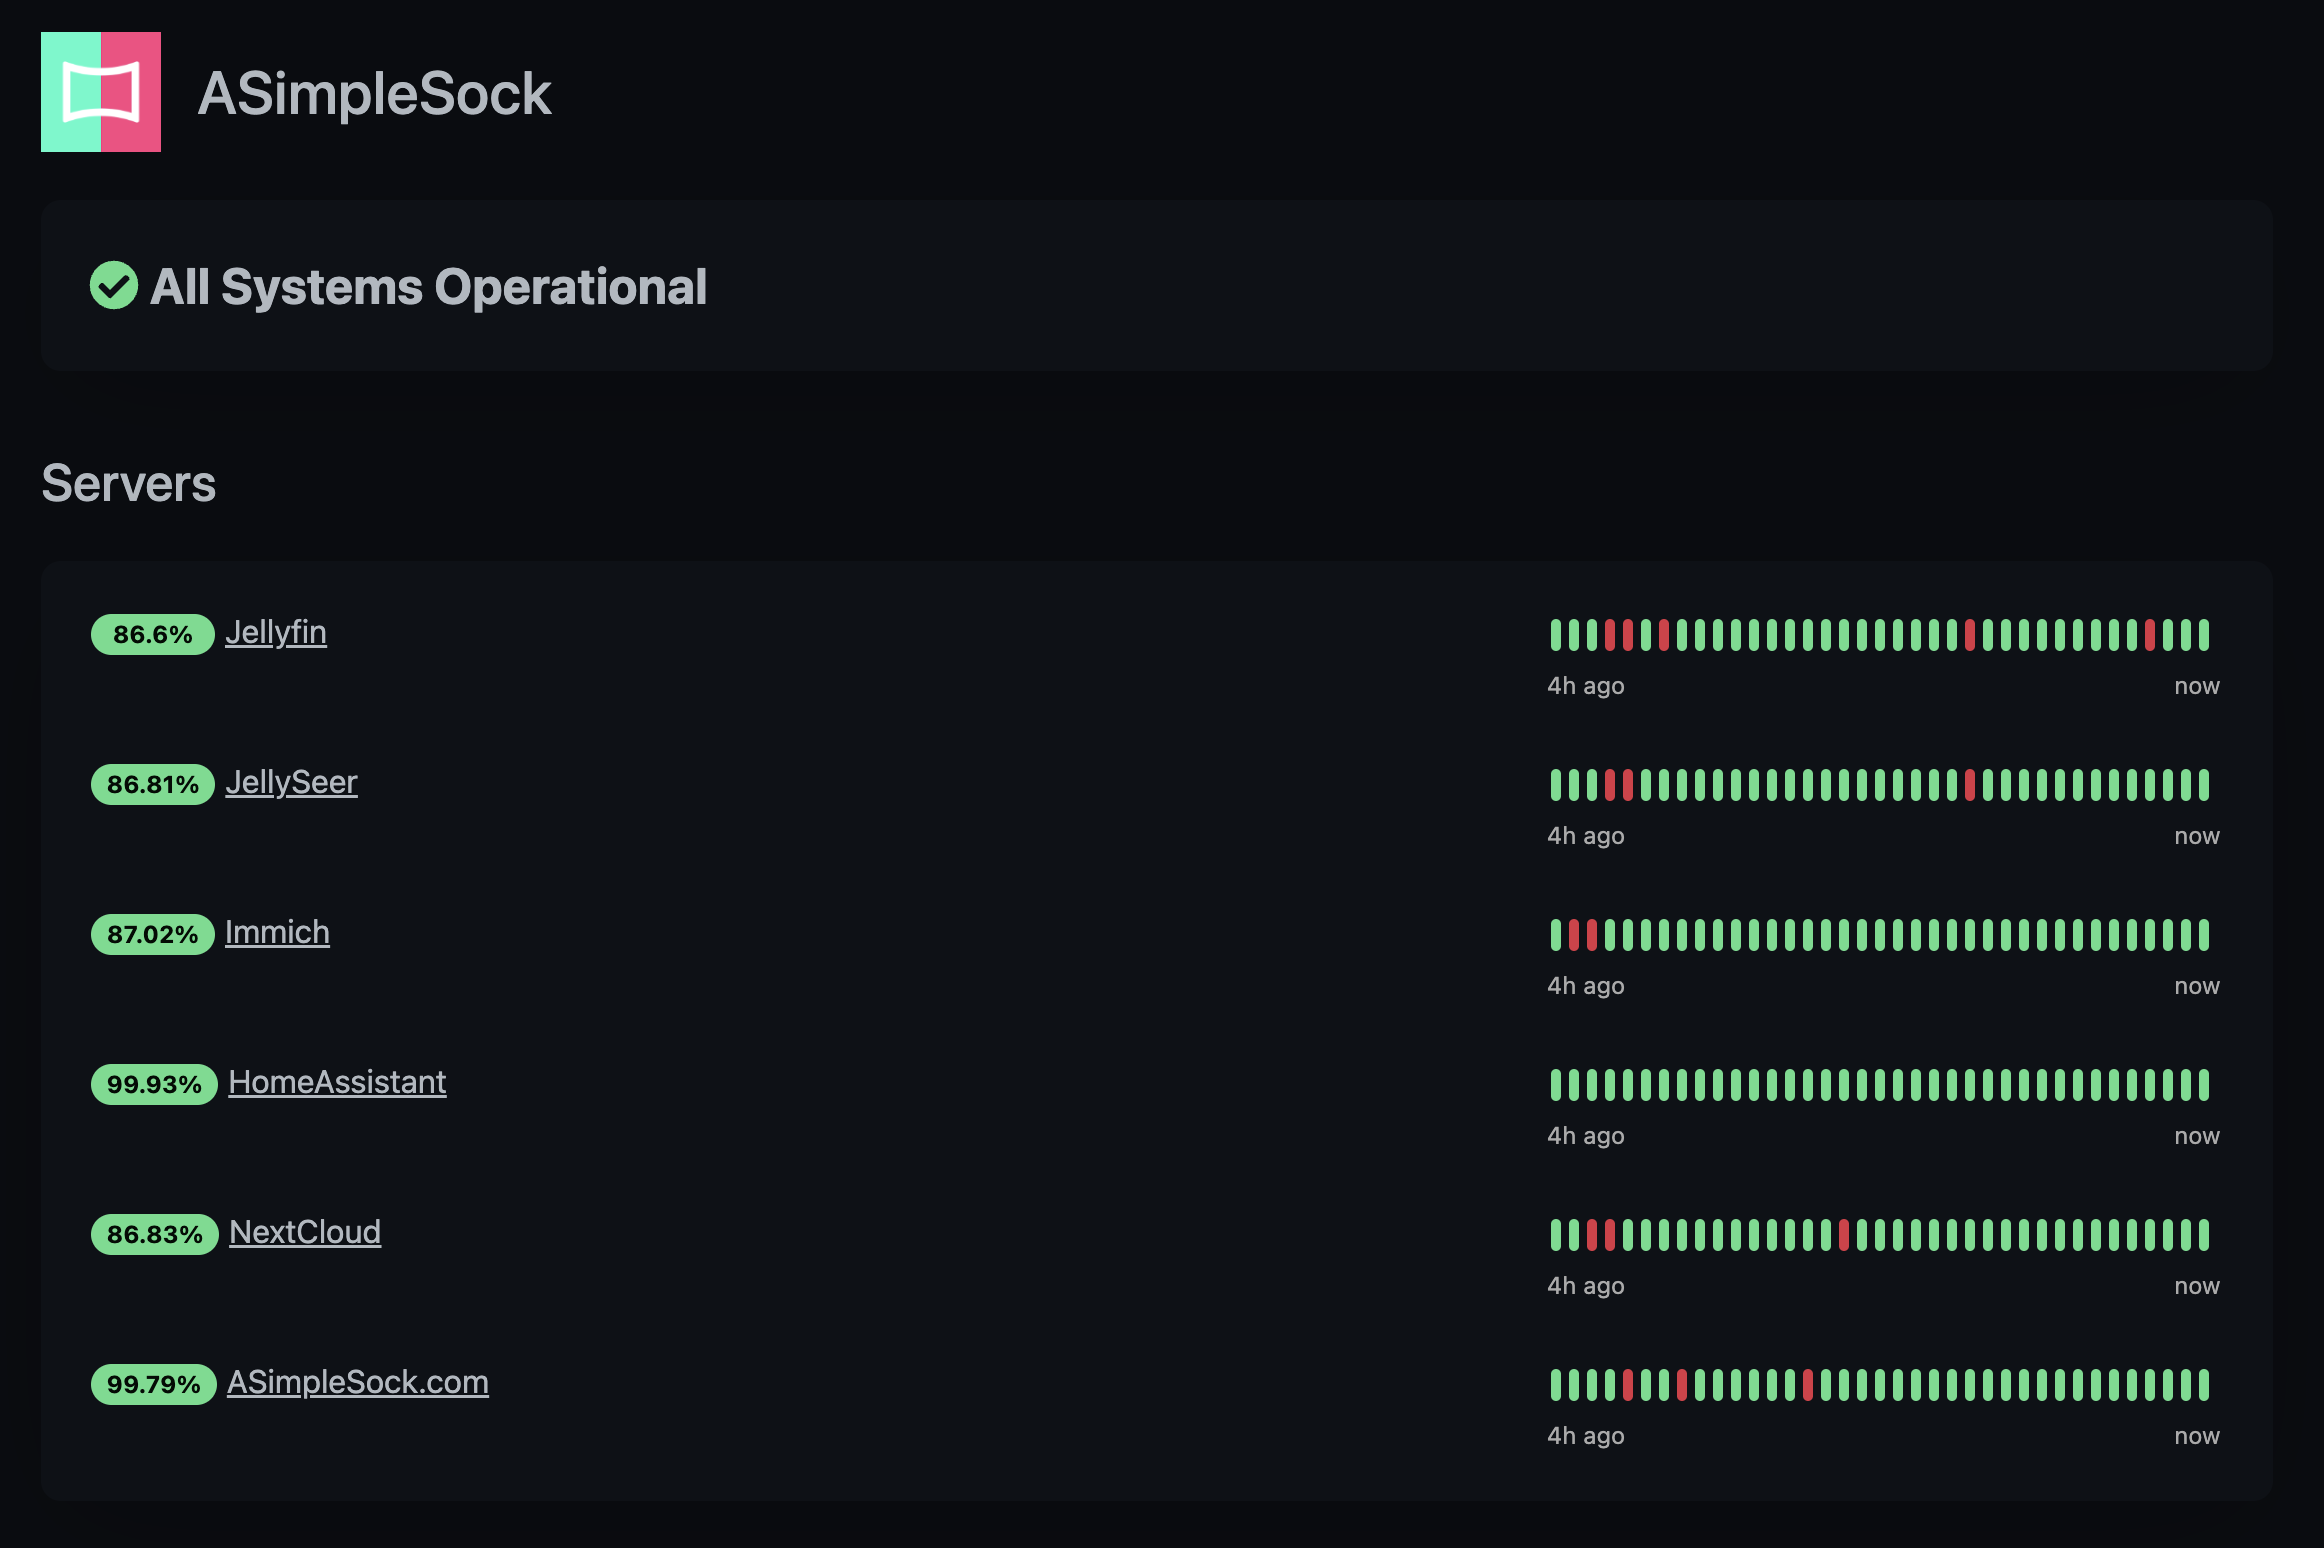 ASimpleSock
All Systems Operational
Servers
86.6% Jellyfin
4h ago now
86.81% JellySeer
4h ago now
87.02% Immich
4h ago now
99.93% HomeAssistant
4h ago now
86.83% NextCloud
4h ago now
99.79% ASimpleSock.com
4h ago now